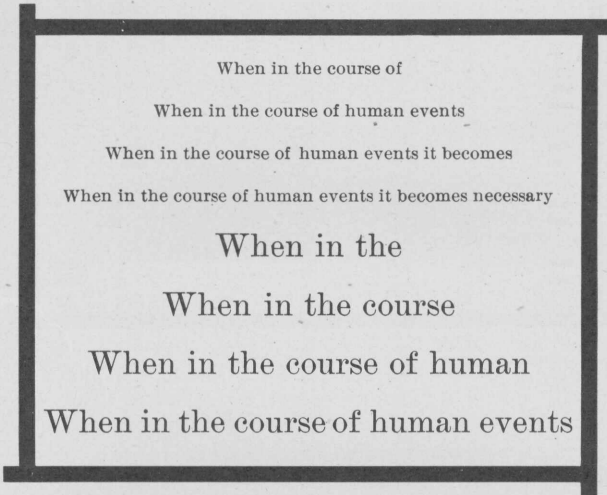 When in the course of
When in the course of human events
When in the course of human events it becomes
When in the course of human events it becomes necessary
When in the
When in the course
When in the course of human
When in the course of human events